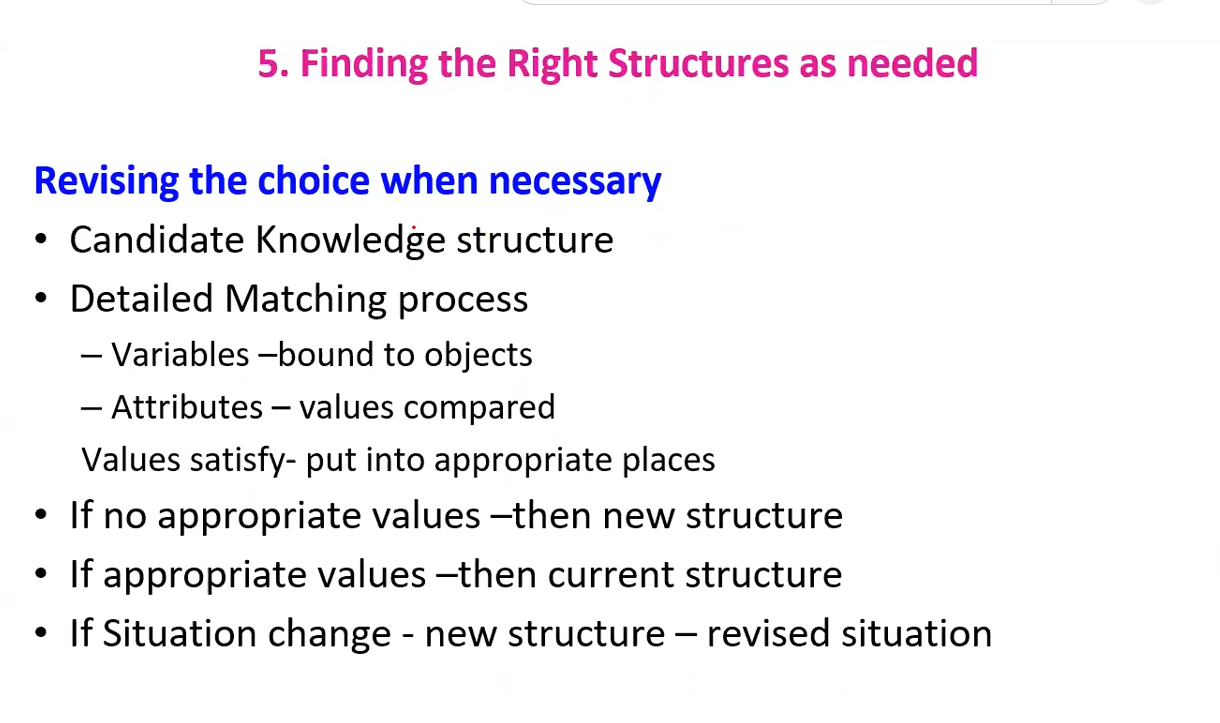 5. Finding the Right Structures as needed
Revising the choice when necessary
• Candidate Knowledge structure
• Detailed Matching process
– Variables –bound to objects
– Attributes – values compared
Values satisfy- put into appropriate places
• If no appropriate values –then new structure
• If appropriate values –then current structure
• If Situation change - new structure – revised situation